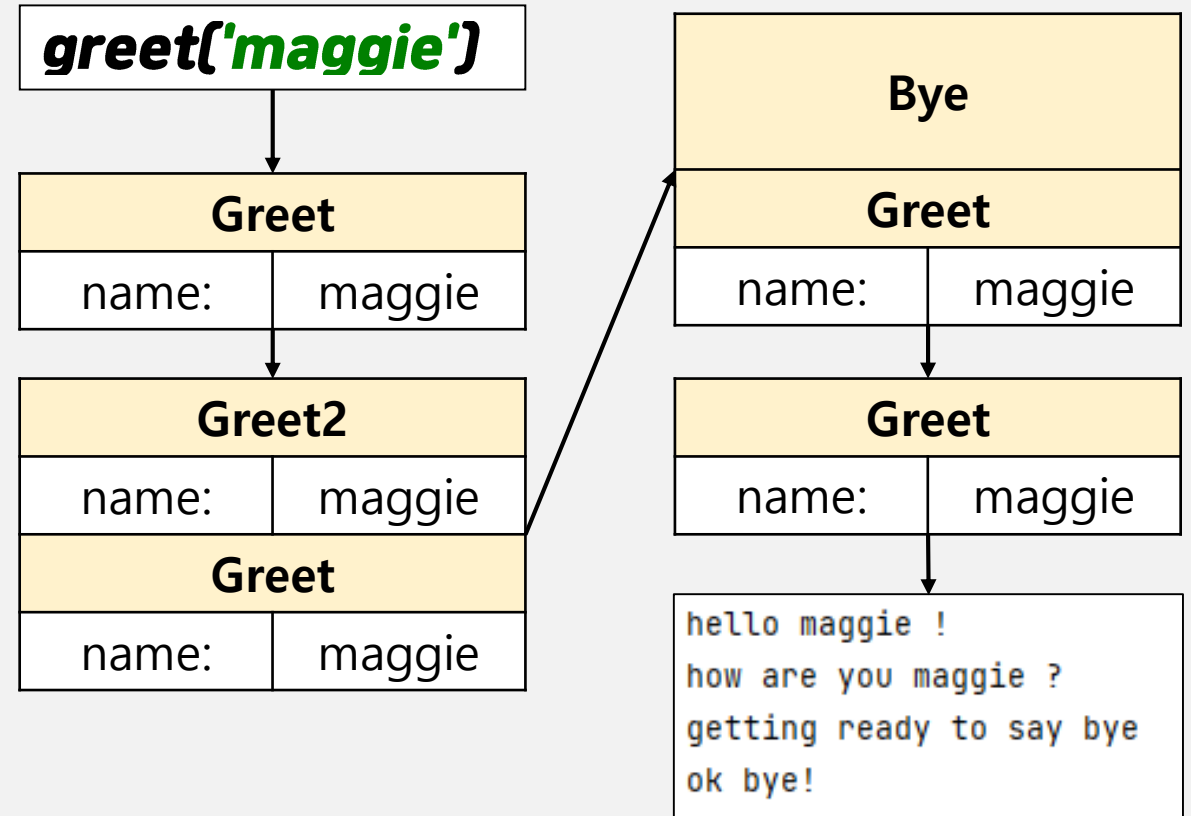 greet('maggie')
Greet
name: maggie
Greet2
name: maggie
Greet
name: maggie
Bye
Greet
name: maggie
Greet
name: maggie
hello maggie !
how are you maggie ?
getting ready to say bye
ok bye!